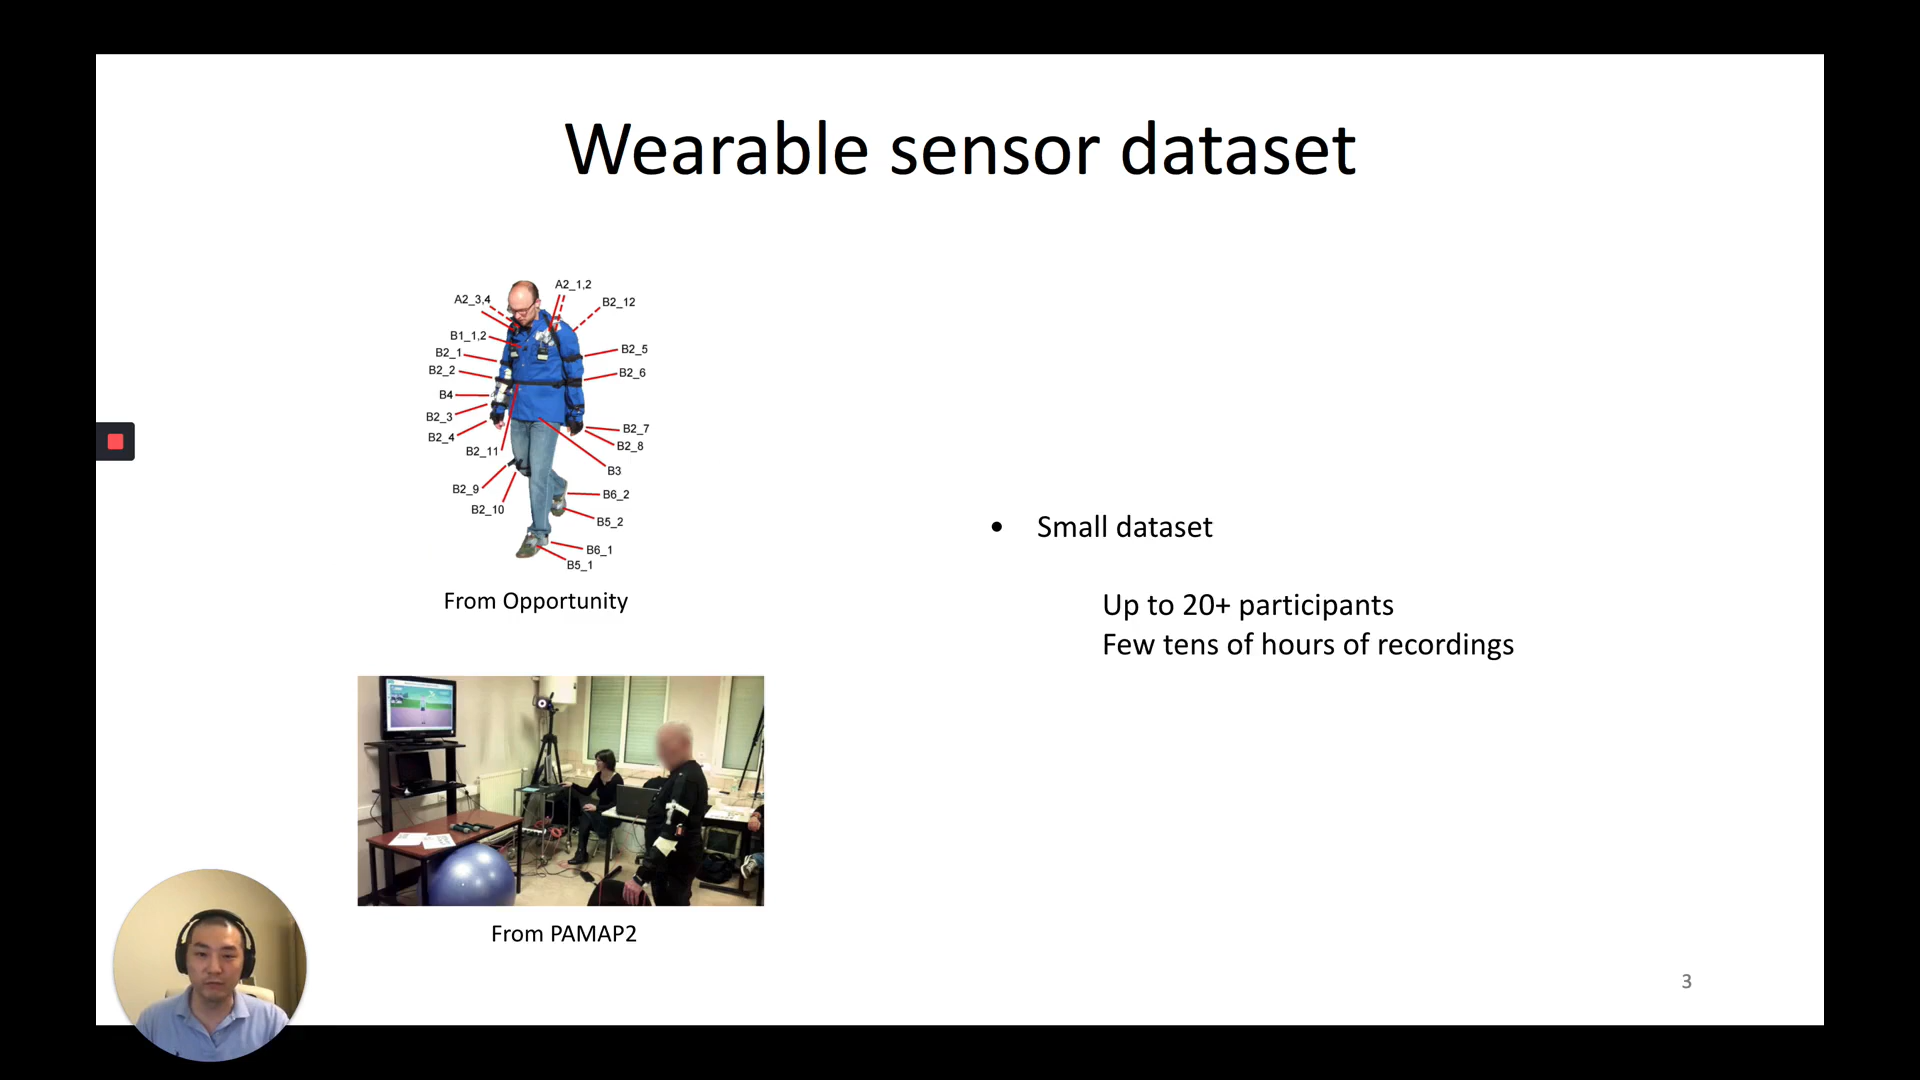 Wearable sensor dataset
A2_1,2
A2_3,4
B2_12
B1_1,2
B2_1
B2_5
B2_2
B2_6
B4
B2_3
B2_4
B2_7
B2_8
B2_11
B3
B2_9
B6_2
B2_10
B5_2
B6_1
B5_1
From Opportunity
• Small dataset
Up to 20+ participants
Few tens of hours of recordings
From PAMAP2
3